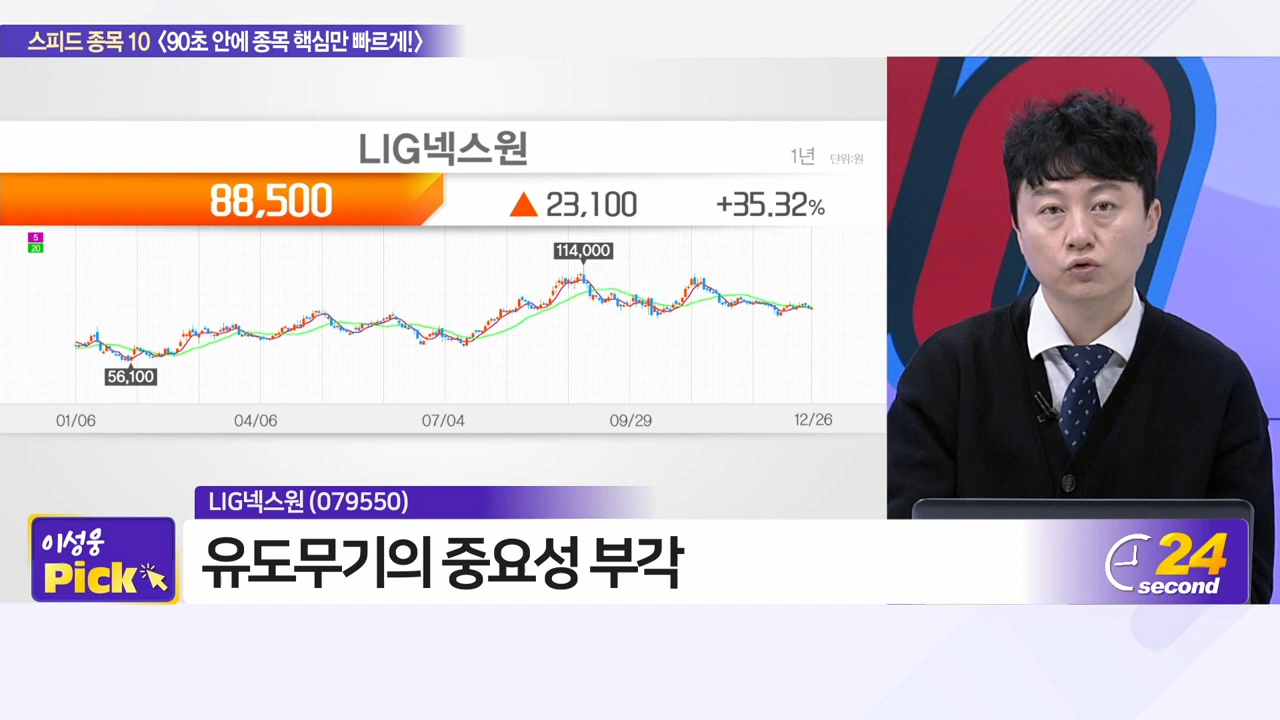 스피드 종목 10 〈90초 안에 종목 핵심만 빠르게!〉
LIG넥스원
1년 단위:원
88,500 ▲ 23,100 +35.32%
5
20
114,000
56,100
01/06 04/06 07/04 09/29 12/26
LIG넥스원 (079550)
이성웅
Pick
유도무기의 중요성 부각
24
second